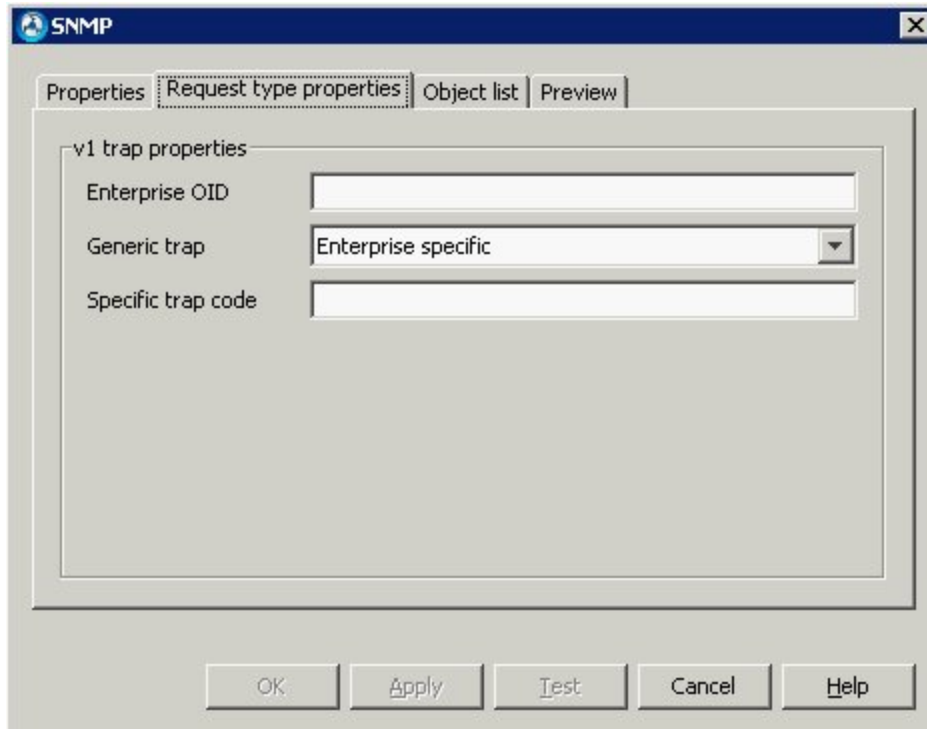 SNMP
Properties Request type properties Object list Preview
v1 trap properties
Enterprise OID
Generic trap Enterprise specific
Specific trap code
OK Apply Test Cancel Help